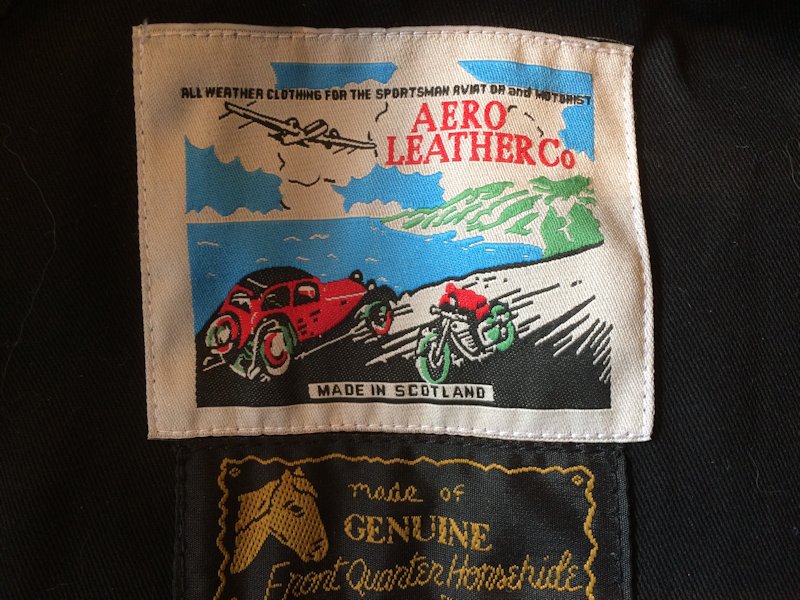 ALL WEATHER CLOTHING FOR THE SPORTSMAN AVIATOR and MOTORIST
AERO
LEATHER Co
MADE IN SCOTLAND
made of
GENUINE
Front Quarter Horsehide